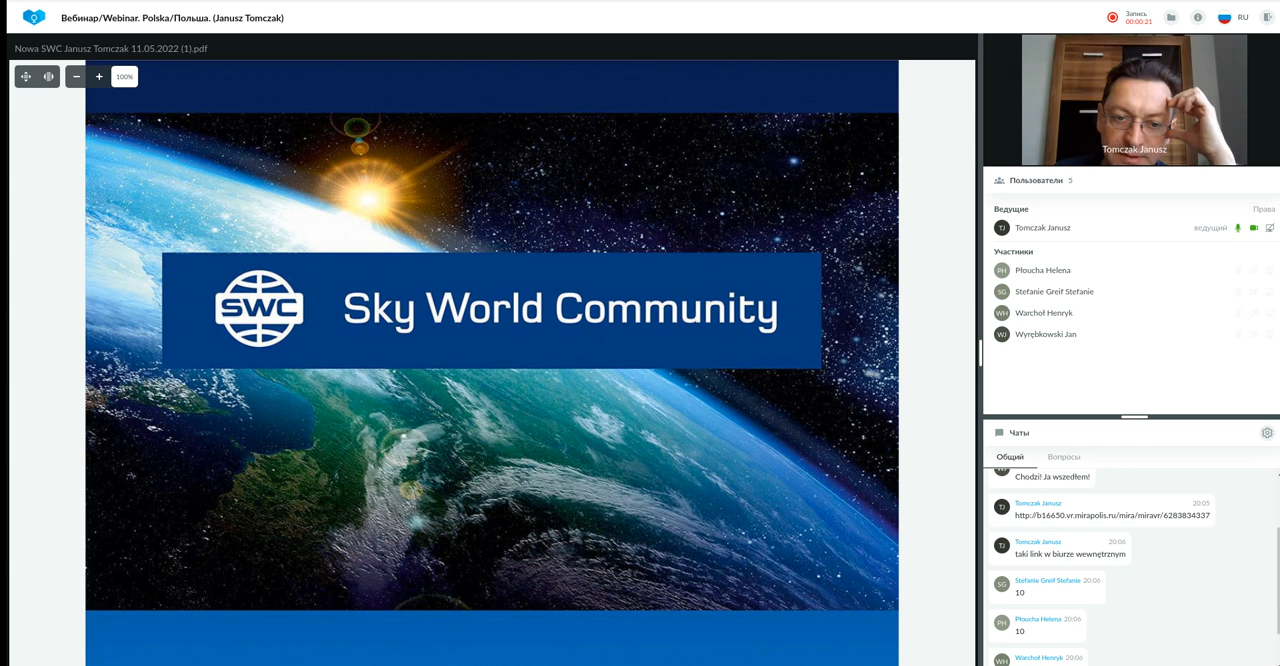 Вебинар/Webinar. Polska/Польша. (Janusz Tomczak)
Запись
00:00:21
RU
Nowa SWC Janusz Tomczak 11.05.2022 (1).pdf
100%
SWC
Sky World Community
Tomczak Janusz
Пользователи 5
Ведущие
Права
TJ
Tomczak Janusz
ведущий
Участники
PH
Płoucha Helena
SG
Stefanie Greif Stefanie
WH
Warchoł Henryk
WJ
Wyrębkowski Jan
Чаты
Общий
Вопросы
Chodzi! Ja wszedłem!
TJ
Tomczak Janusz 20:05
http://b16650.vr.mirapolis.ru/mira/miravr/6283834337
TJ
Tomczak Janusz 20:06
taki link w biurze wewnętrznym
SG
Stefanie Greif Stefanie 20:06
10
PH
Płoucha Helena 20:06
10
WH
Warchoł Henryk 20:06